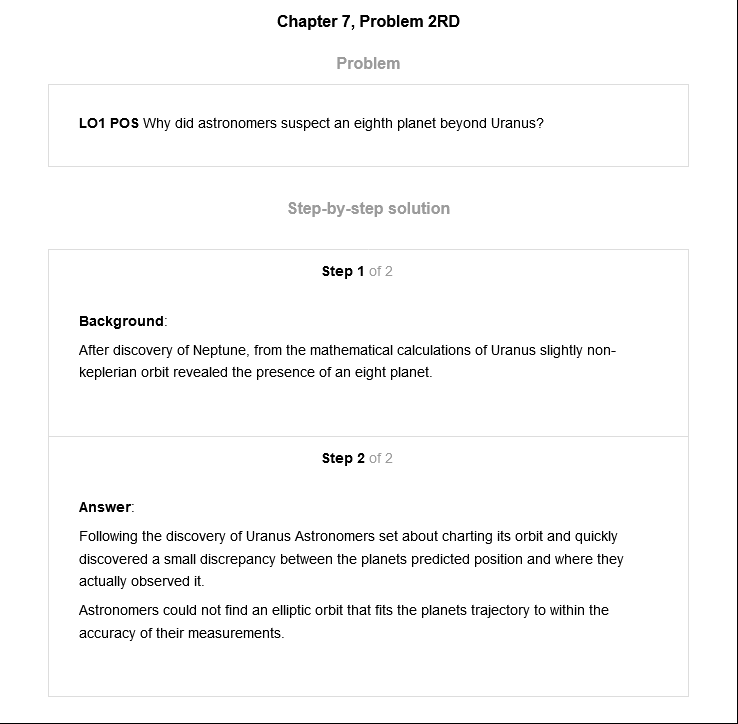 Chapter 7, Problem 2RD
Problem
LO1 POS Why did astronomers suspect an eighth planet beyond Uranus?
Step-by-step solution
Step 1 of 2
Background:
After discovery of Neptune, from the mathematical calculations of Uranus slightly non-
keplerian orbit revealed the presence of an eight planet.
Step 2 of 2
Answer:
Following the discovery of Uranus Astronomers set about charting its orbit and quickly
discovered a small discrepancy between the planets predicted position and where they
actually observed it.
Astronomers could not find an elliptic orbit that fits the planets trajectory to within the
accuracy of their measurements.